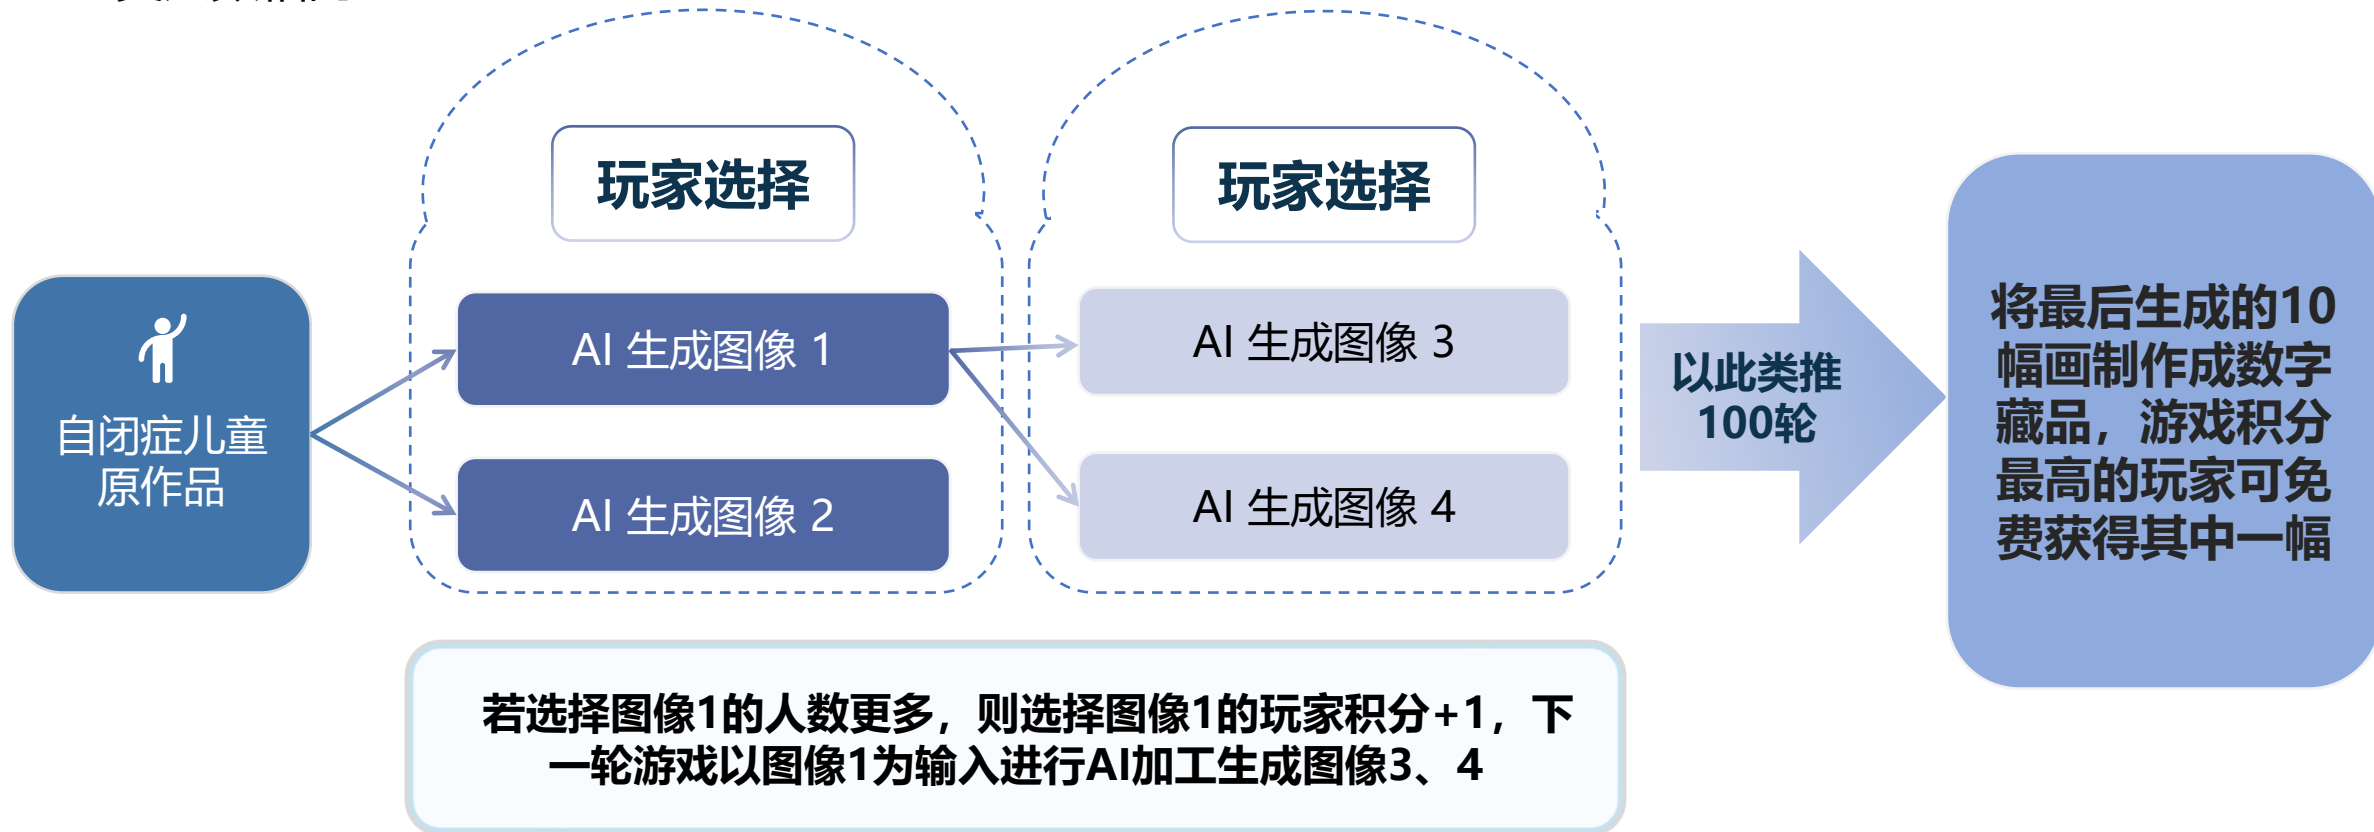 玩家选择
玩家选择
自闭症儿童
原作品
AI 生成图像 1
AI 生成图像 2
AI 生成图像 3
AI 生成图像 4
以此类推
100轮
将最后生成的10
幅画制作成数字
藏品，游戏积分
最高的玩家可免
费获得其中一幅
若选择图像1的人数更多，则选择图像1的玩家积分+1，下
一轮游戏以图像1为输入进行AI加工生成图像3、4